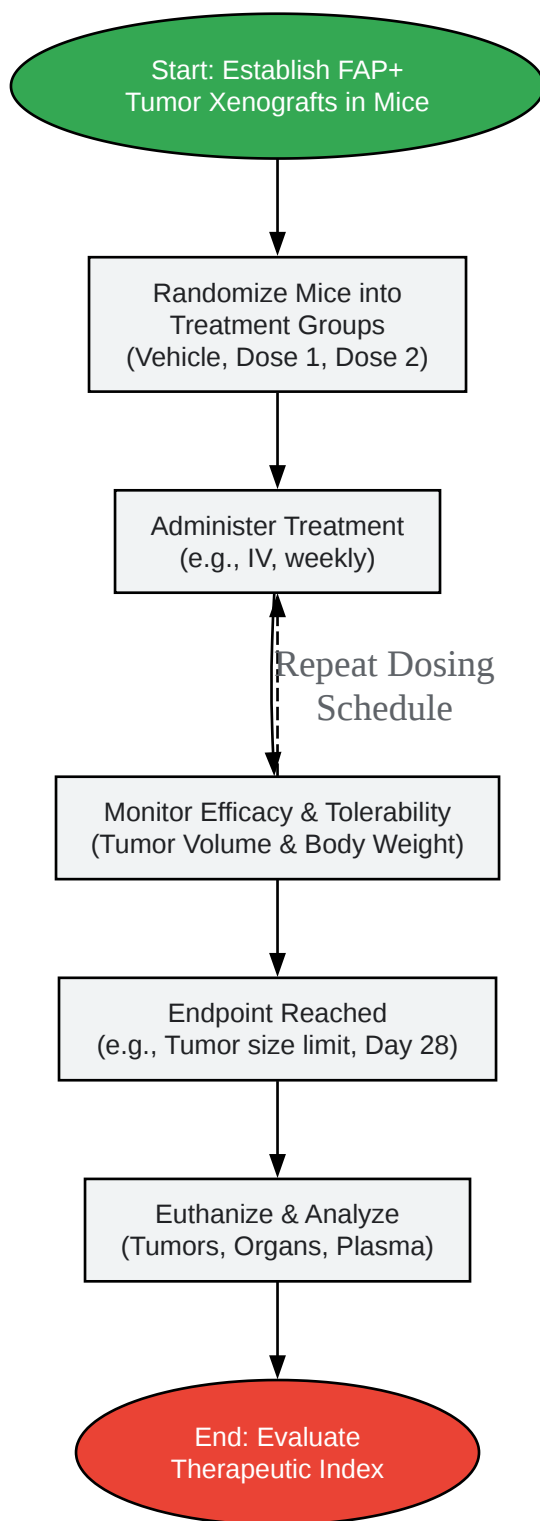 Start: Establish FAP+
Tumor Xenografts in Mice
Randomize Mice into
Treatment Groups
(Vehicle, Dose 1, Dose 2)
Administer Treatment
(e.g., IV, weekly)
Repeat Dosing
Schedule
Monitor Efficacy & Tolerability
(Tumor Volume & Body Weight)
Endpoint Reached
(e.g., Tumor size limit, Day 28)
Euthanize & Analyze
(Tumors, Organs, Plasma)
End: Evaluate
Therapeutic Index